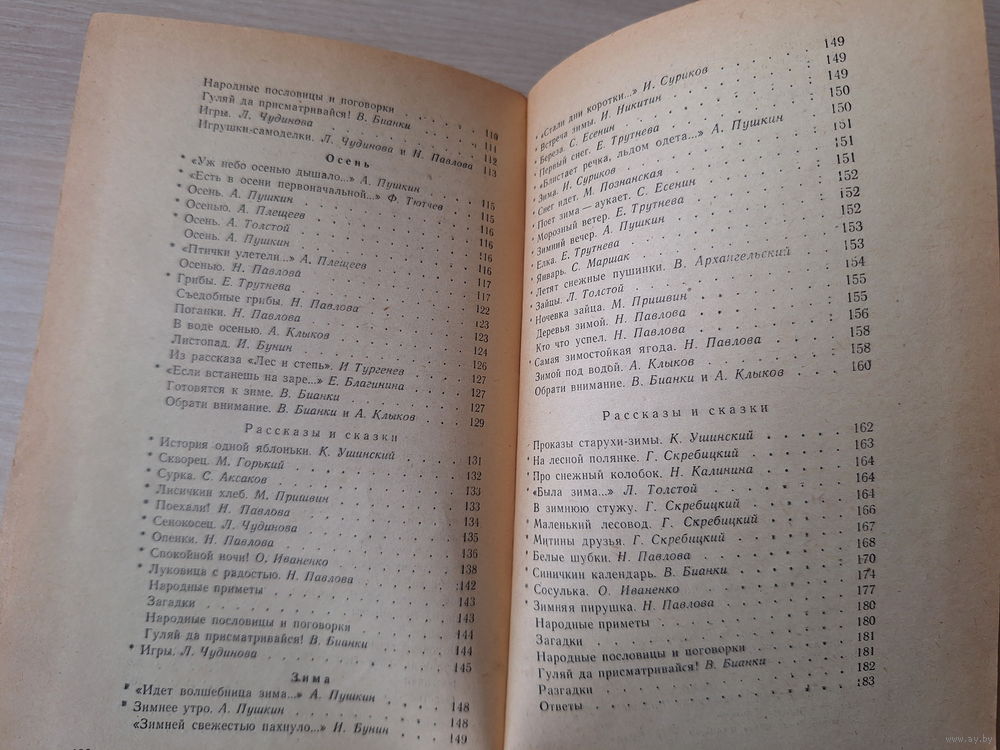 Народные пословицы и поговорки . . . 110
Гуляй да присматривайся! В. Бианки . . . 111
Игры. Л. Чудинова . . . 112
Игрушки-самоделки. Л. Чудинова и Н. Павлова 113
Осень
* «Уж небо осенью дышало...» А. Пушкин . . . 115
* «Есть в осени первоначальной...» Ф. Тютчев . . . 115
* Осень. А. Пушкин . . . 116
* Осенью. А. Плещеев . . . 116
* Осень. А. Толстой . . . 116
Осень. А. Пушкин . . . 116
* «Птички улетели...» А. Плещеев . . . 117
Осенью. Н. Павлова . . . 117
* Грибы. Е. Трутнева . . . 122
Съедобные грибы. Н. Павлова . . . 123
Поганки. Н. Павлова . . . 123
В воде осенью. А. Клыков . . . 124
Листопад. И. Бунин . . . 126
Из рассказа «Лес и степь». И Тургенев . . . 127
* «Если встанешь на заре...» Е. Благинина . . . 127
Готовятся к зиме. В. Бианки . . . 127
Обрати внимание. В. Бианки и А. Клыков . . . 129
Рассказы и сказки
* История одной яблоньки. К. Ушинский . . . 131
* Скворец. М. Горький . . . 132
* Сурка. С. Аксаков . . . 133
* Лисичкин хлеб. М. Пришвин . . . 133
* Поехали! Н. Павлова . . . 134
* Сенокосец. Л. Чудинова . . . 135
* Опенки. Н. Павлова . . . 136
* Спокойной ночи! О. Иваненко . . . 138
* Луковица с радостью. Н. Павлова . . . 142
Народные приметы . . . 143
Загадки . . . 143
Народные пословицы и поговорки . . . 144
Гуляй да присматривайся! В. Бианки . . . 144
* Игры. Л. Чудинова . . . 145
Зима
* «Идет волшебница зима...» А. Пушкин . . . 148
* Зимнее утро. А. Пушкин . . . 148
«Зимней свежестью пахнуло...» И. Бунин . . . 149
* «Стали дни коротки...» И. Суриков . . . 149
* Встреча зимы. И. Никитин . . . 149
* Береза. С. Есенин . . . 149
* Первый снег. Е. Трутнева . . . 150
* «Блистает речка, льдом одета...» А. Пушкин . . . 150
* Зима. И. Суриков . . . 151
* Снег идет. М. Познанская . . . 151
* Поет зима — аукает. С. Есенин . . . 151
* Морозный ветер. Е. Трутнева . . . 152
* Зимний вечер. А. Пушкин . . . 152
* Елка. Е. Трутнева . . . 152
* Январь. С. Маршак . . . 153
* Летят снежные пушинки. В. Архангельский . . . 153
* Зайцы. Л. Толстой . . . 154
* Ночевка зайца. М. Пришвин . . . 155
Деревья зимой. Н. Павлова . . . 155
Кто что успел. Н. Павлова . . . 156
* Самая зимостойкая ягода. Н. Павлова . . . 158
Зимой под водой. А. Клыков . . . 158
Обрати внимание. В. Бианки и А. Клыков . . . 160
Рассказы и сказки
Проказы старухи-зимы. К. Ушинский . . . 162
* На лесной полянке. Г. Скребицкий . . . 163
* Про снежный колобок. Н. Калинина . . . 164
* «Была зима...» Л. Толстой . . . 164
В зимнюю стужу. Г. Скребицкий . . . 164
* Маленький лесовод. Г. Скребицкий . . . 166
* Митины друзья. Г. Скребицкий . . . 167
* Белые шубки. Н. Павлова . . . 168
* Синичкин календарь. В. Бианки . . . 170
* Сосулька. О. Иваненко . . . 174
* Зимняя пирушка. Н. Павлова . . . 177
Народные приметы . . . 180
Загадки . . . 180
Народные пословицы и поговорки . . . 181
Гуляй да присматривайся! В. Бианки . . . 181
Разгадки . . . 182
Ответы . . . 183
www.ay.by